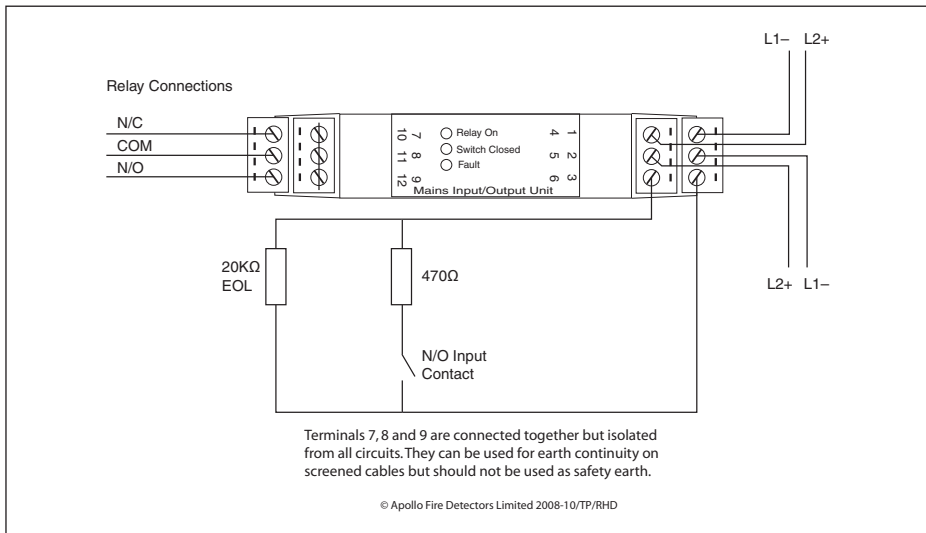 L1– L2+
Relay Connections
N/C
COM
N/O
10 7
11 8
12 9
Relay On
Switch Closed
Fault
4 1
5 2
6 3
Mains Input/Output Unit
20KΩ
EOL
470Ω
L2+ L1–
N/O Input
Contact
Terminals 7, 8 and 9 are connected together but isolated
from all circuits. They can be used for earth continuity on
screened cables but should not be used as safety earth.
© Apollo Fire Detectors Limited 2008-10/TP/RHD